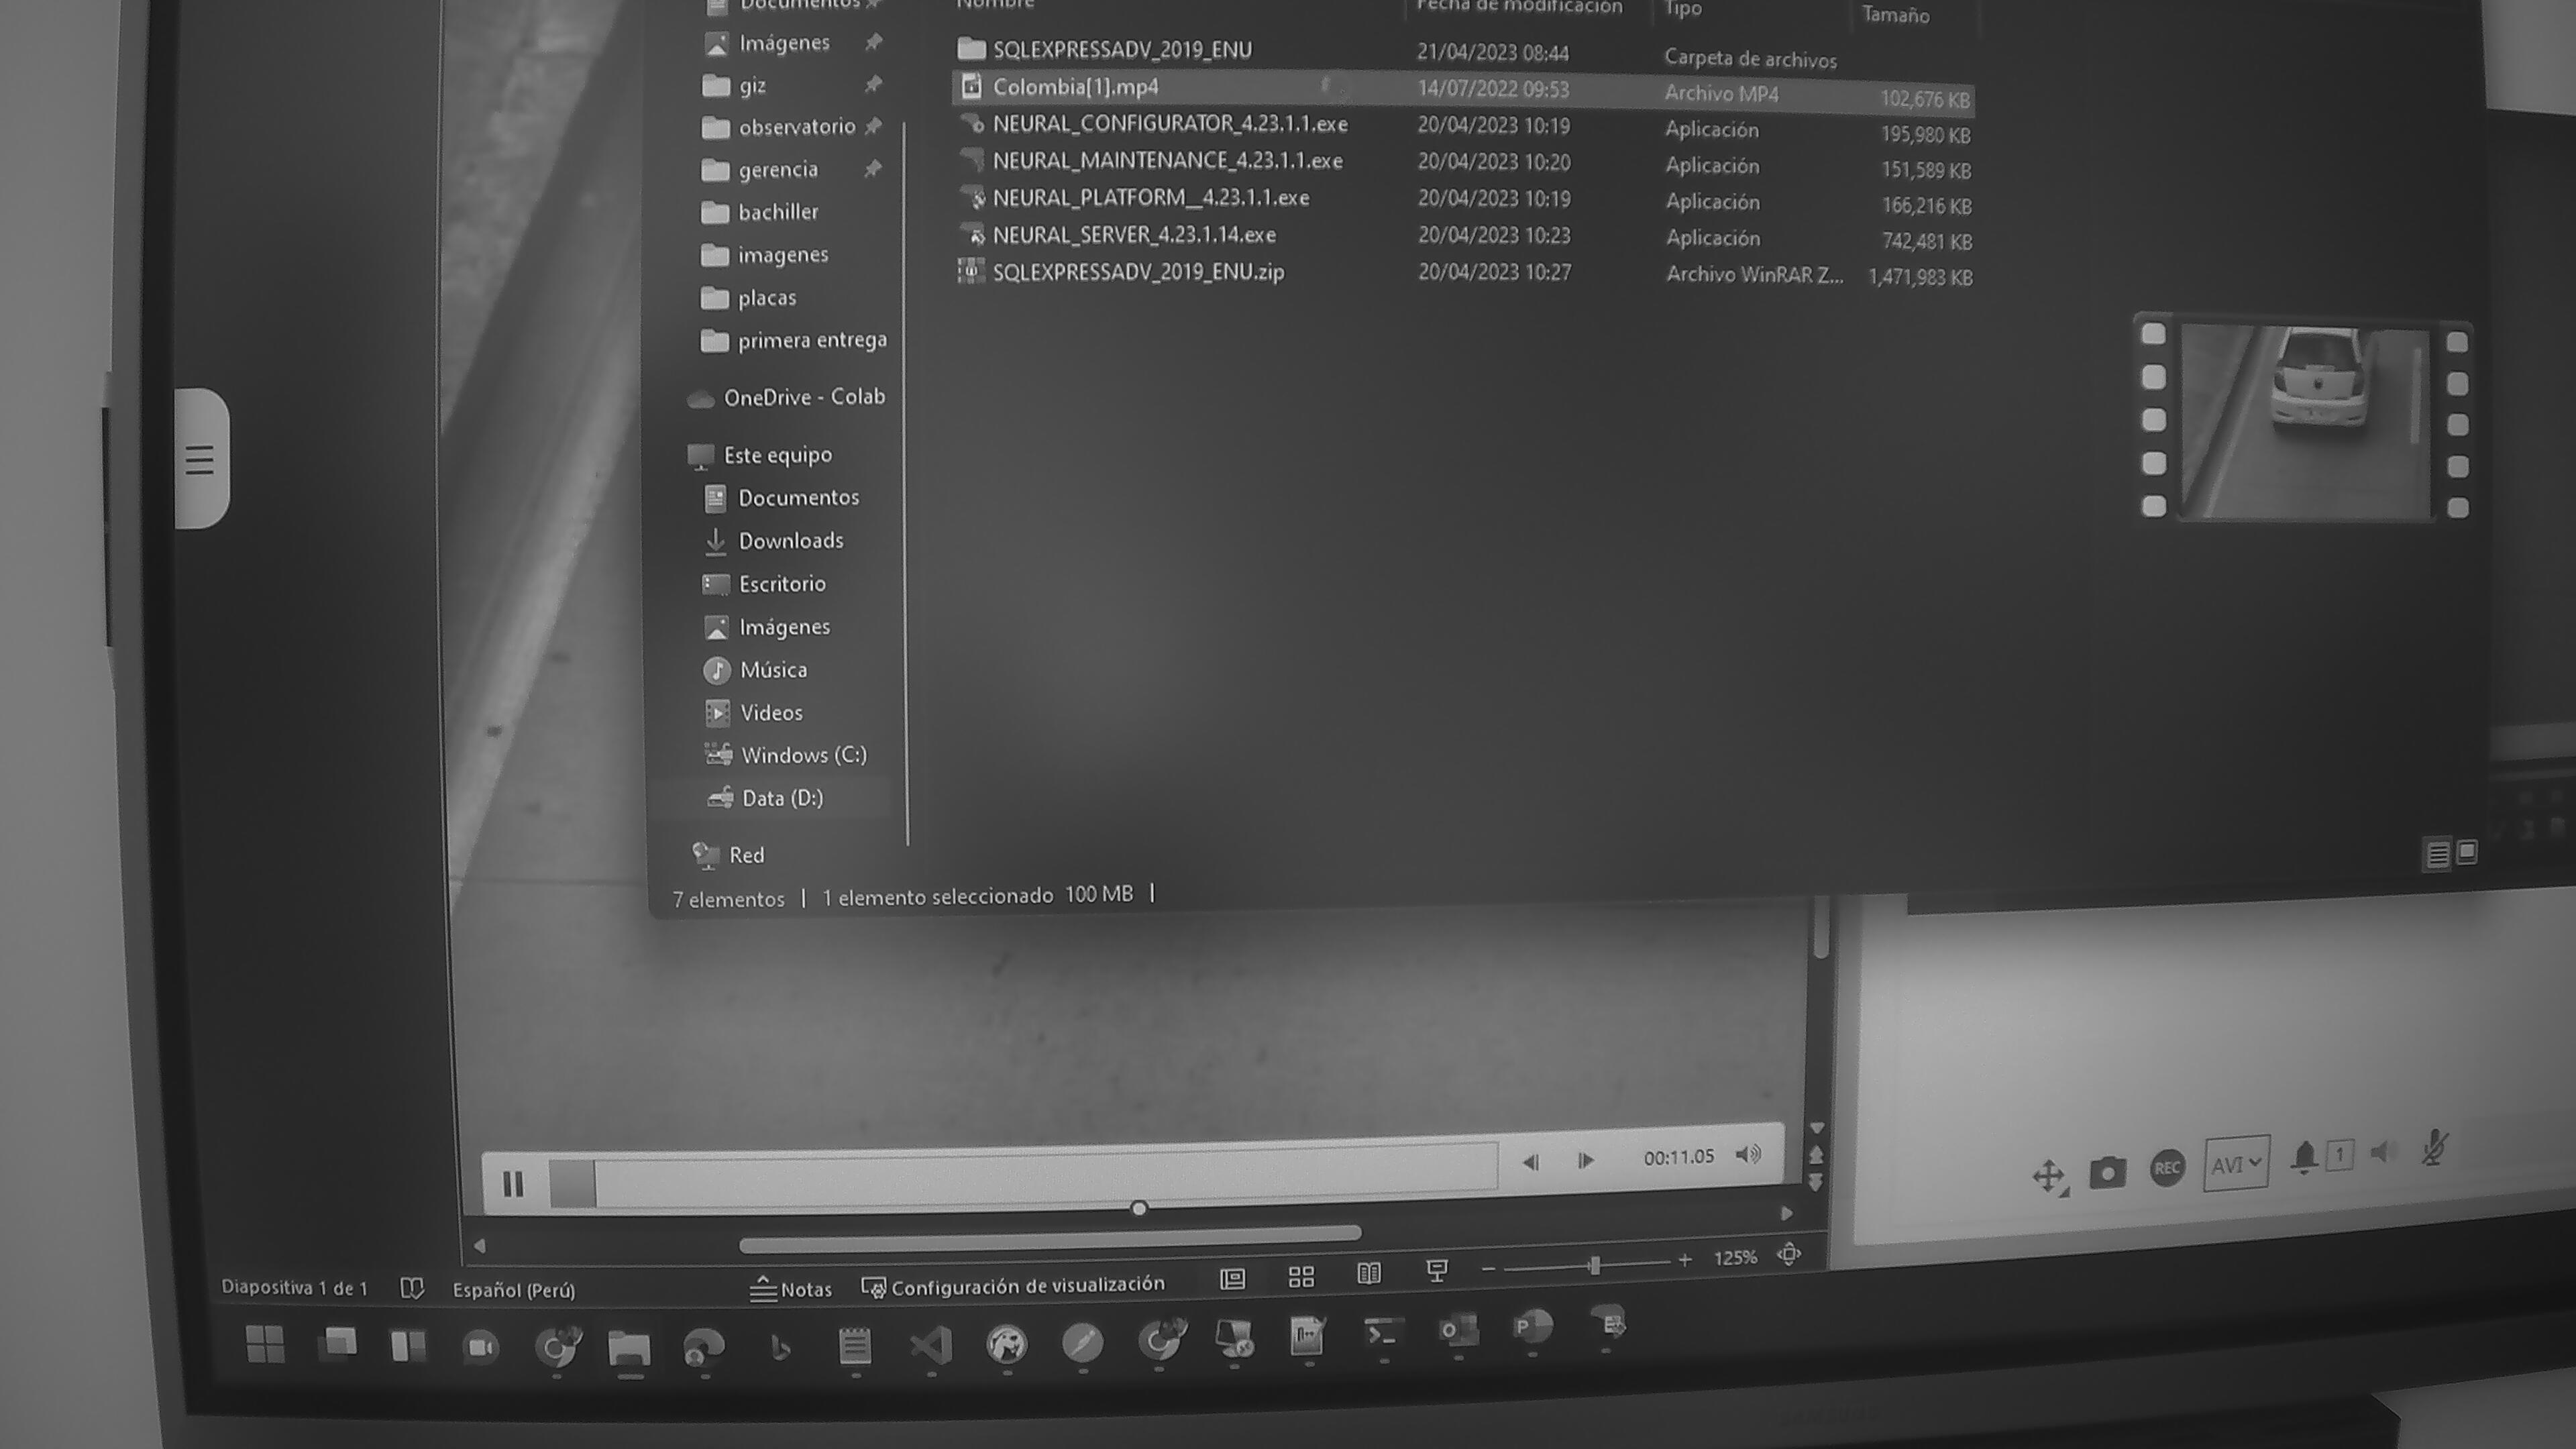 Documentos
Nombre Fecha de modificación Tipo Tamaño
Imágenes
giz
observatorio
gerencia
bachiller
imagenes
placas
primera entrega
OneDrive - Colab
Este equipo
Documentos
Downloads
Escritorio
Imágenes
Música
Videos
Windows (C:)
Data (D:)
Red
SQLEXPRESSADV_2019_ENU 21/04/2023 08:44 Carpeta de archivos
Colombia[1].mp4 14/07/2022 09:53 Archivo MP4 102,676 KB
NEURAL_CONFIGURATOR_4.23.1.1.exe 20/04/2023 10:19 Aplicación 195,980 KB
NEURAL_MAINTENANCE_4.23.1.1.exe 20/04/2023 10:20 Aplicación 151,589 KB
NEURAL_PLATFORM__4.23.1.1.exe 20/04/2023 10:19 Aplicación 166,216 KB
NEURAL_SERVER_4.23.1.14.exe 20/04/2023 10:23 Aplicación 742,481 KB
SQLEXPRESSADV_2019_ENU.zip 20/04/2023 10:27 Archivo WinRAR Z... 1,471,983 KB
7 elementos | 1 elemento seleccionado 100 MB |
00:11.05
REC AVI 1
Diapositiva 1 de 1 Español (Perú) Notas Configuración de visualización 125%